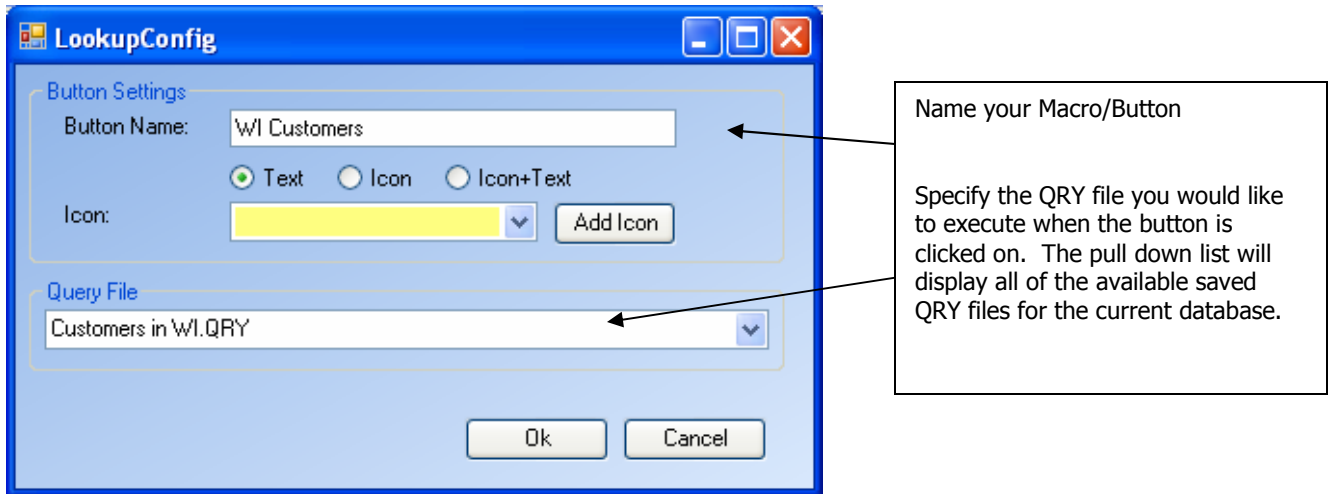 LookupConfig
Button Settings
Button Name: WI Customers
Text Icon Icon+Text
Icon: Add Icon
Query File
Customers in WI.QRY
Ok Cancel
Name your Macro/Button
Specify the QRY file you would like
to execute when the button is
clicked on. The pull down list will
display all of the available saved
QRY files for the current database.